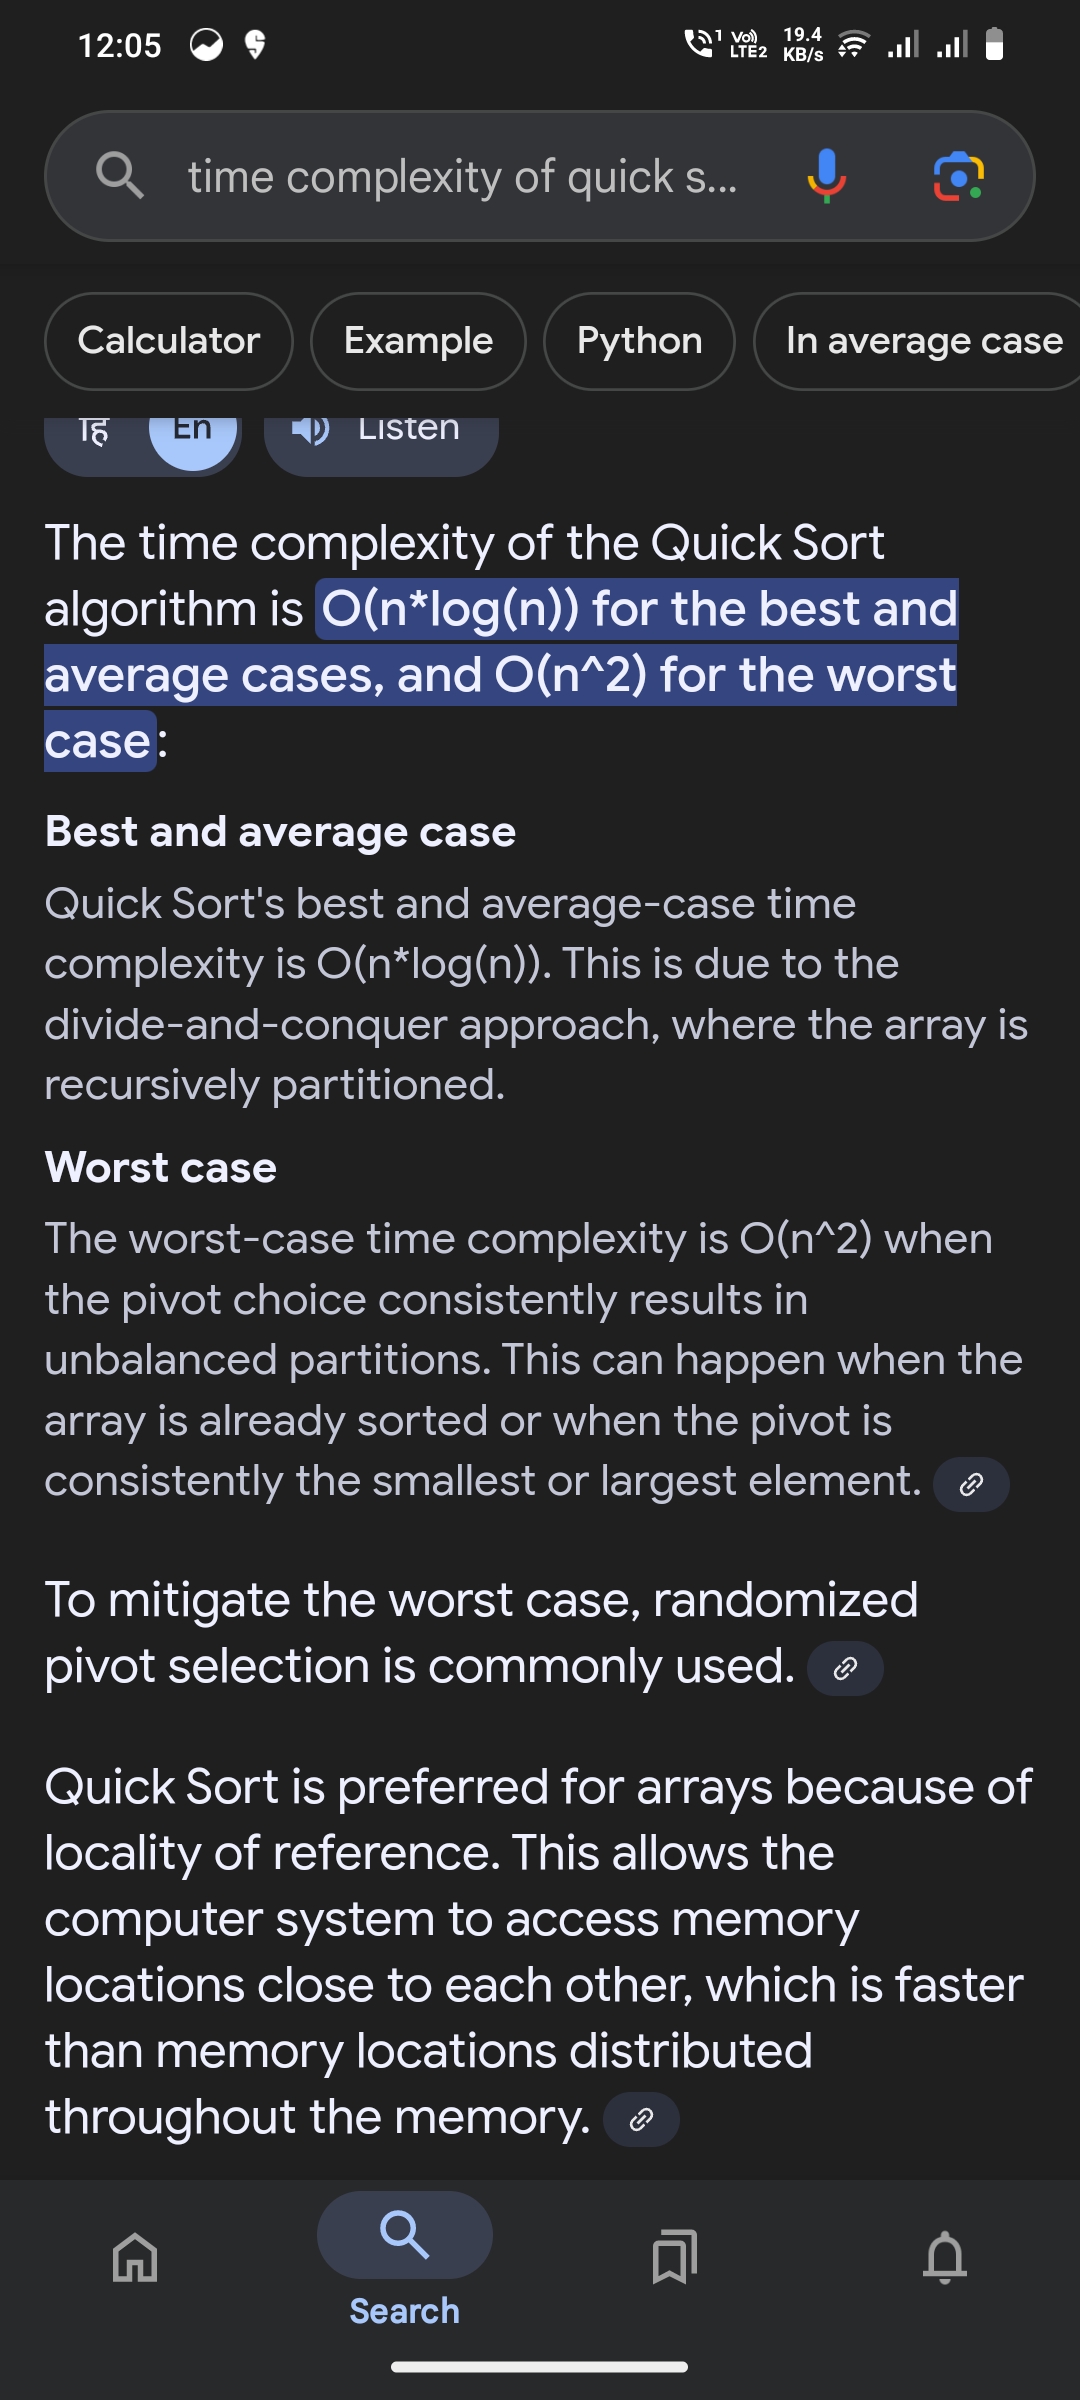 12:05 1 Vo)) LTE2 19.4 KB/s
time complexity of quick s...
Calculator Example Python In average case
हि En Listen
The time complexity of the Quick Sort
algorithm is O(n*log(n)) for the best and
average cases, and O(n^2) for the worst
case:
Best and average case
Quick Sort's best and average-case time
complexity is O(n*log(n)). This is due to the
divide-and-conquer approach, where the array is
recursively partitioned.
Worst case
The worst-case time complexity is O(n^2) when
the pivot choice consistently results in
unbalanced partitions. This can happen when the
array is already sorted or when the pivot is
consistently the smallest or largest element.
To mitigate the worst case, randomized
pivot selection is commonly used.
Quick Sort is preferred for arrays because of
locality of reference. This allows the
computer system to access memory
locations close to each other, which is faster
than memory locations distributed
throughout the memory.
Search